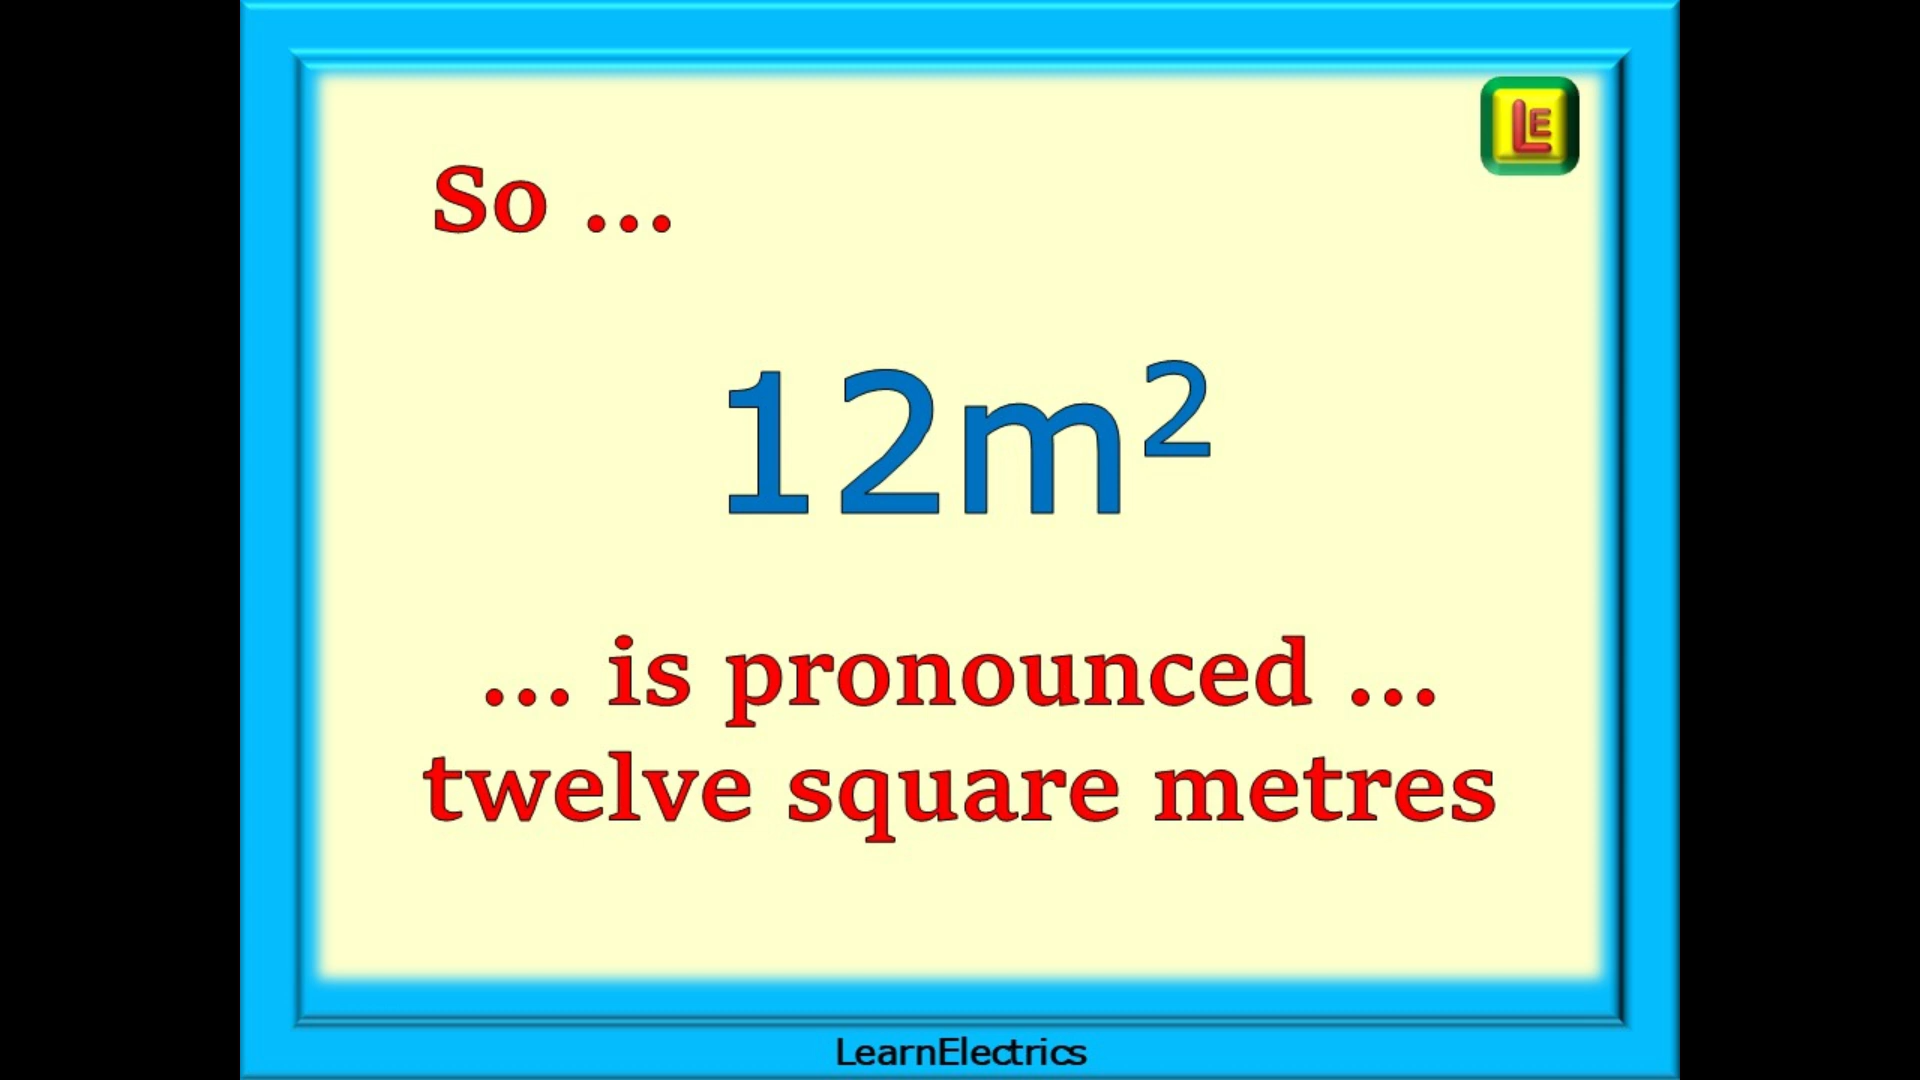 LE
So ...
12m²
... is pronounced ...
twelve square metres
LearnElectrics